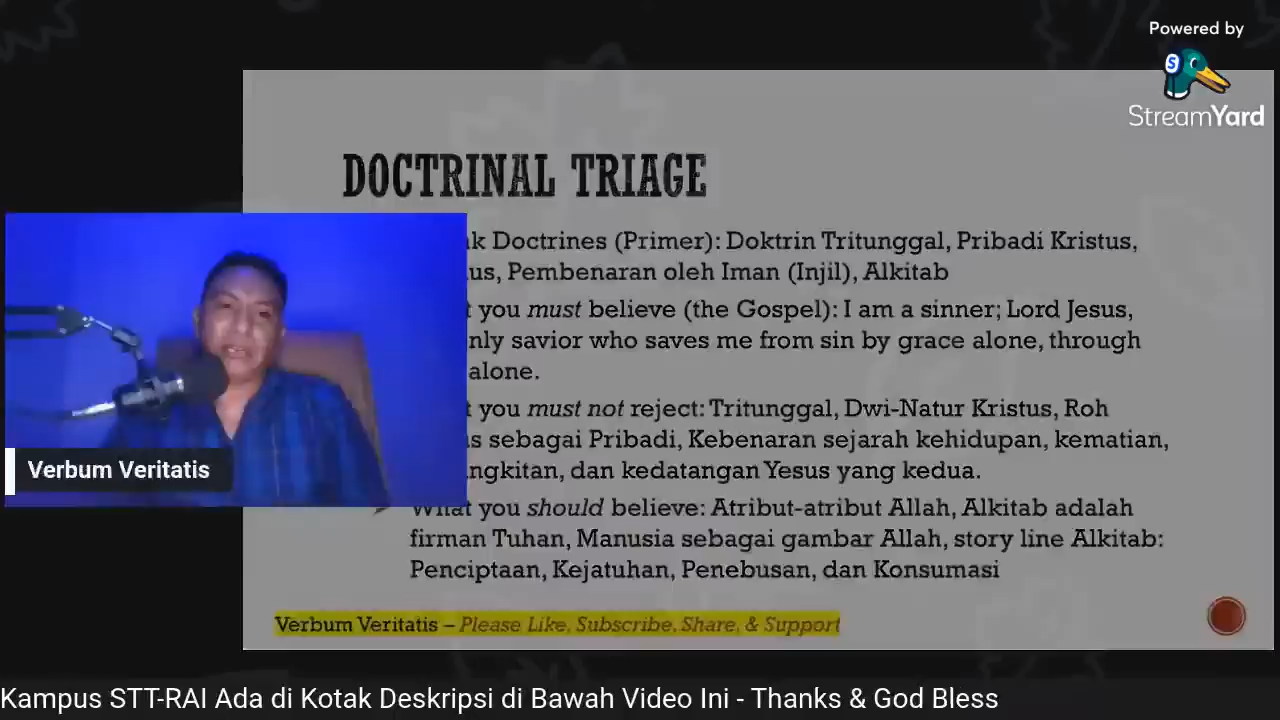 Powered by
StreamYard
DOCTRINAL TRIAGE
Doctrines (Primer): Doktrin Tritunggal, Pribadi Kristus,
Pembenaran oleh Iman (Injil), Alkitab
you must believe (the Gospel): I am a sinner; Lord Jesus,
savior who saves me from sin by grace alone, through
alone.
you must not reject: Tritunggal, Dwi-Natur Kristus, Roh
sebagai Pribadi, Kebenaran sejarah kehidupan, kematian,
dan kedatangan Yesus yang kedua.
What you should believe: Atribut-atribut Allah, Alkitab adalah
firman Tuhan, Manusia sebagai gambar Allah, story line Alkitab:
Penciptaan, Kejatuhan, Penebusan, dan Konsumasi
Verbum Veritatis
Verbum Veritatis – Please Like, Subscribe, Share, & Support
Kampus STT-RAI Ada di Kotak Deskripsi di Bawah Video Ini - Thanks & God Bless